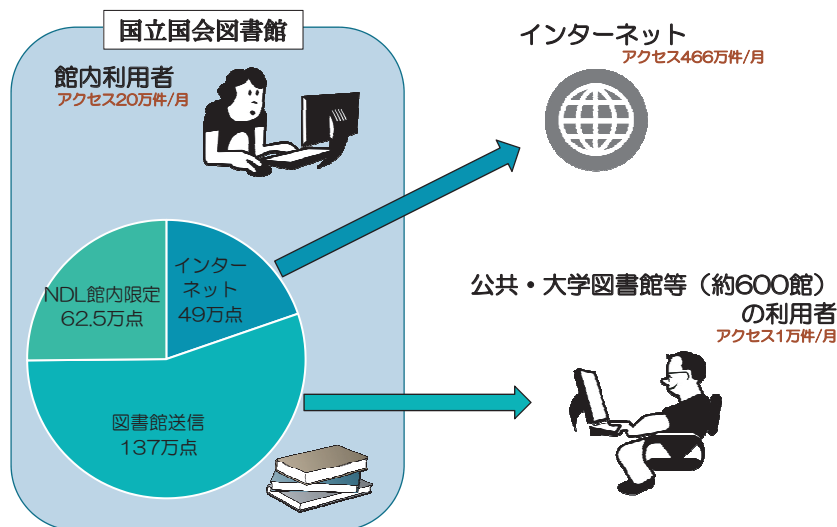 国立国会図書館
館内利用者
アクセス20万件/月
インターネット
アクセス466万件/月
NDL館内限定
62.5万点
インター
ネット
49万点
図書館送信
137万点
公共・大学図書館等（約600館）
の利用者
アクセス1万件/月